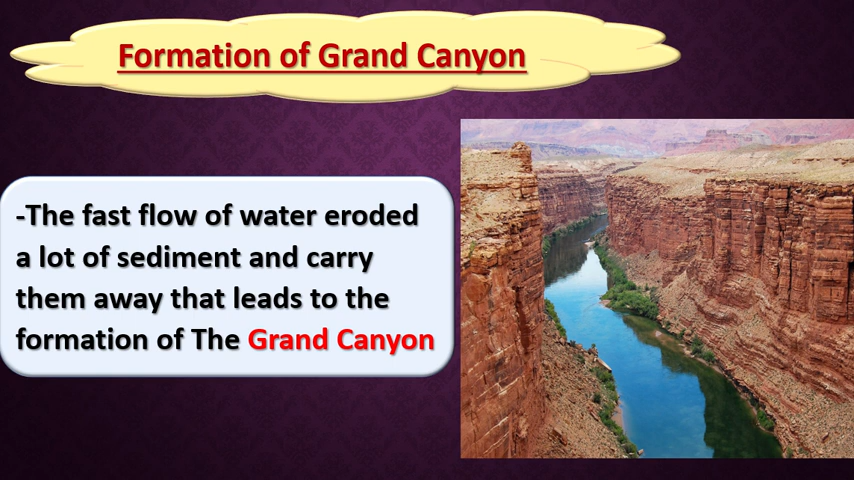 Formation of Grand Canyon
-The fast flow of water eroded
a lot of sediment and carry
them away that leads to the
formation of The Grand Canyon